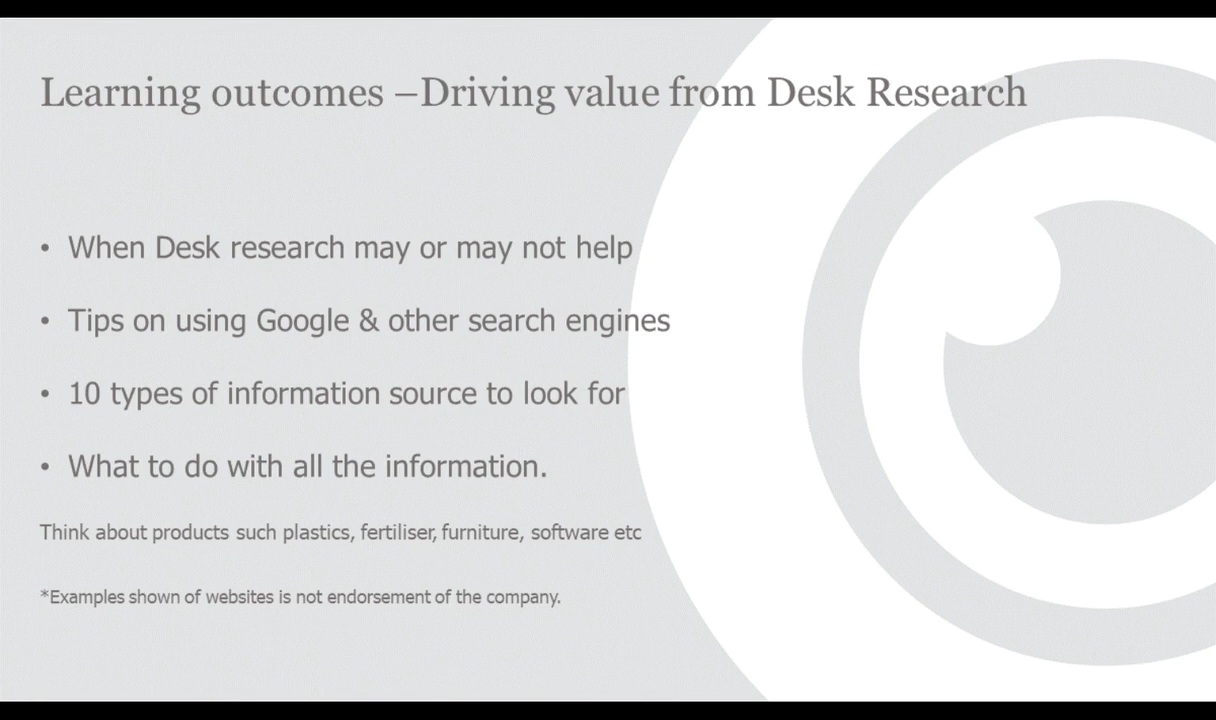 Learning outcomes –Driving value from Desk Research
• When Desk research may or may not help
• Tips on using Google & other search engines
• 10 types of information source to look for
• What to do with all the information.
Think about products such plastics, fertiliser, furniture, software etc
*Examples shown of websites is not endorsement of the company.